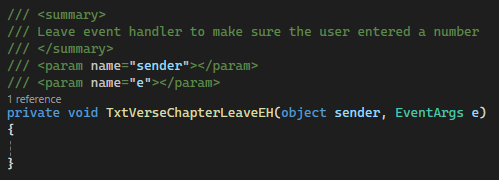 /// <summary>
/// Leave event handler to make sure the user entered a number
/// </summary>
/// <param name="sender"></param>
/// <param name="e"></param>
1 reference
private void TxtVerseChapterLeaveEH(object sender, EventArgs e)
{
}